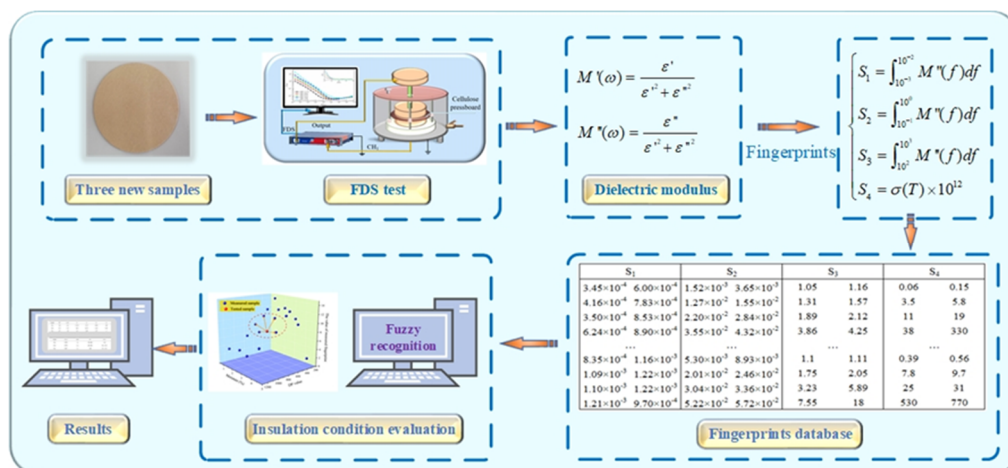 Three new samples
FDS
Output
CH₁
Cellulose
pressboard
FDS test
M'(ω) = ε' / (ε'² + ε''²)
M''(ω) = ε'' / (ε'² + ε''²)
Dielectric modulus
Fingerprints
S₂ = ∫ M''(f)df
S₃ = ∫ M''(f)df
S₄ = σ(T)×10¹²
S₁ S₂ S₃ S₄
3.45×10⁻⁴ 6.00×10⁻⁴ 1.52×10⁻³ 3.65×10⁻³ 1.05 1.16 0.06 0.15
4.16×10⁻⁴ 7.83×10⁻⁴ 1.27×10⁻² 1.55×10⁻² 1.31 1.57 3.5 5.8
3.50×10⁻⁴ 8.53×10⁻⁴ 2.20×10⁻² 2.84×10⁻² 1.89 2.12 11 19
6.24×10⁻⁴ 8.90×10⁻⁴ 3.55×10⁻² 4.32×10⁻² 3.86 4.25 38 330
... ... ... ...
8.35×10⁻⁴ 1.16×10⁻³ 5.30×10⁻³ 8.93×10⁻³ 1.1 1.11 0.39 0.56
1.09×10⁻³ 1.22×10⁻³ 2.01×10⁻² 2.46×10⁻² 1.75 2.05 7.8 9.7
1.10×10⁻³ 1.22×10⁻³ 3.04×10⁻² 3.36×10⁻² 3.23 5.89 25 31
1.21×10⁻³ 9.70×10⁻⁴ 5.22×10⁻² 5.72×10⁻² 7.55 18 530 770
Fingerprints database
Measured sample
Tested sample
Fuzzy
recognition
Insulation condition evaluation
Results